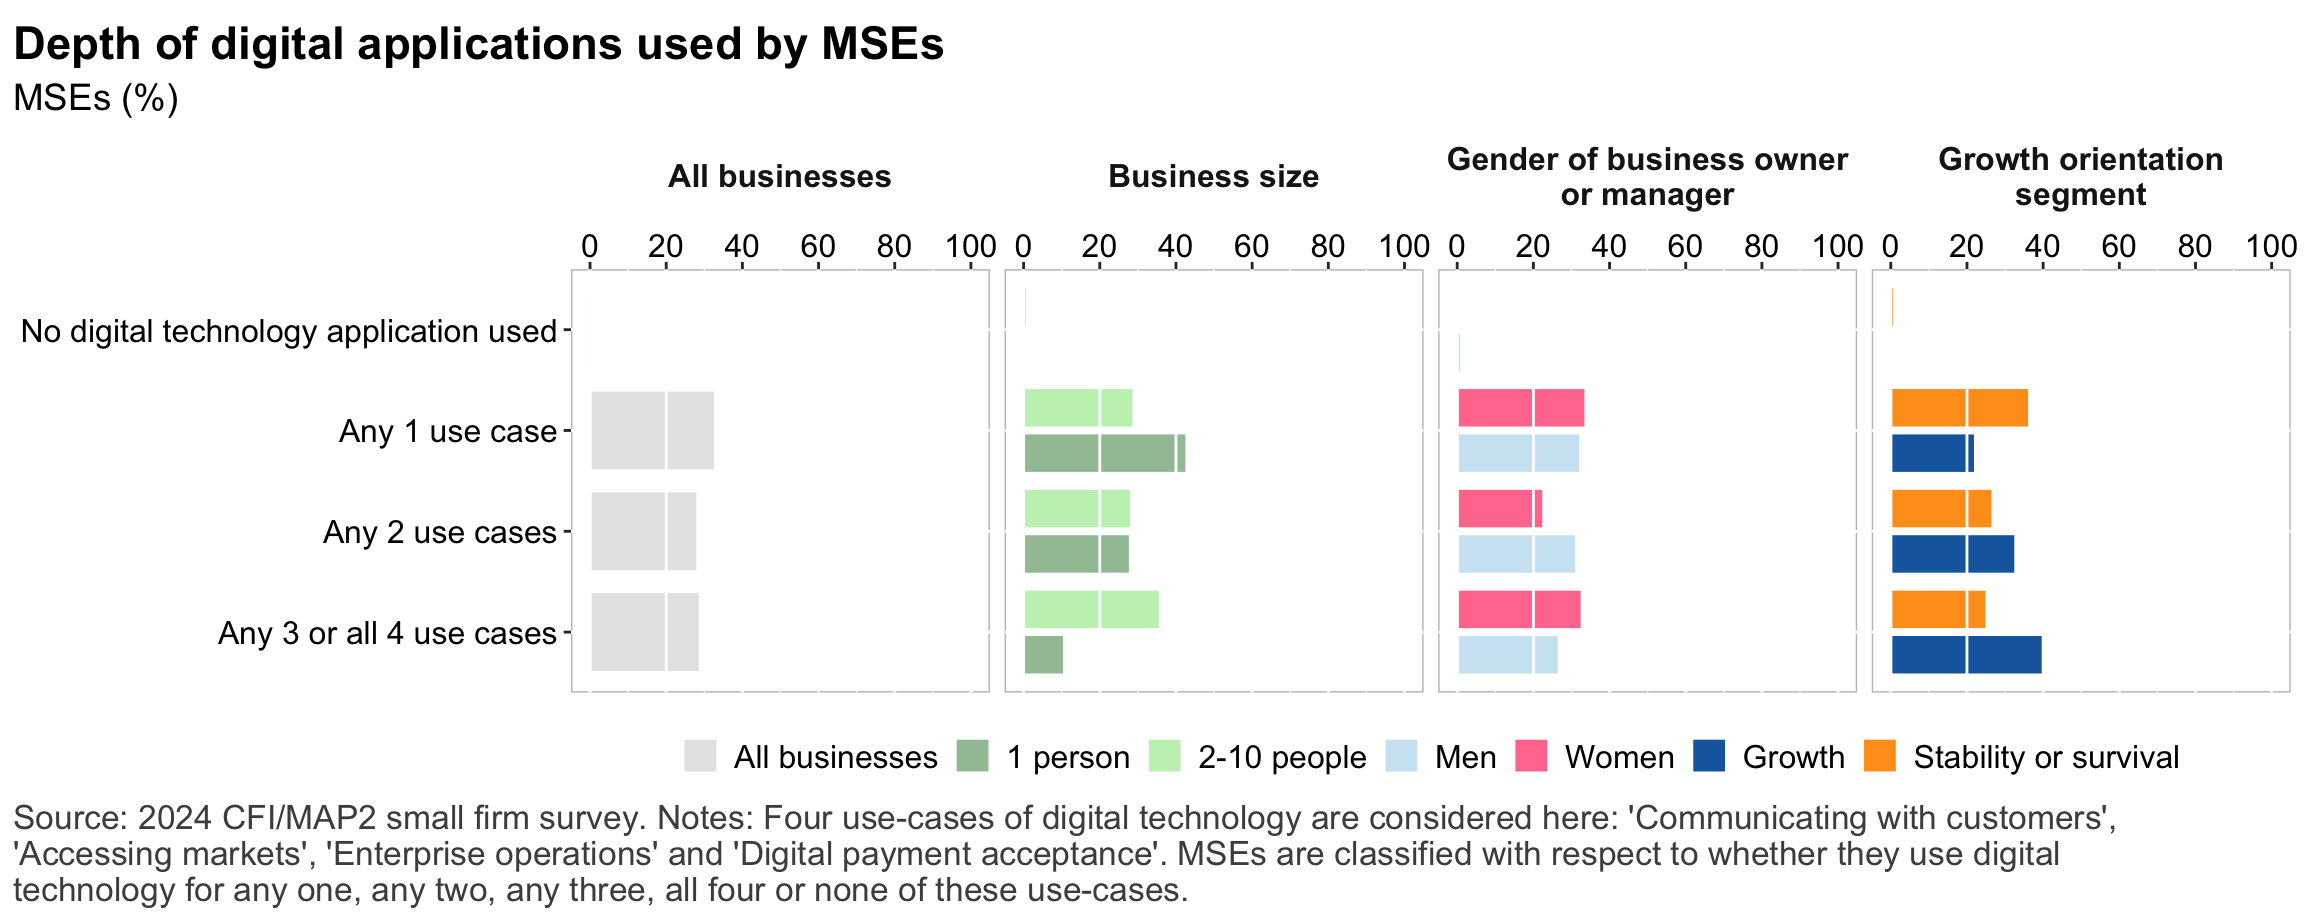 Depth of digital applications used by MSEs
MSEs (%)
All businesses
Business size
Gender of business owner
or manager
Growth orientation
segment
0 20 40 60 80 100 0 20 40 60 80 100 0 20 40 60 80 100 0 20 40 60 80 100
No digital technology application used
Any 1 use case
Any 2 use cases
Any 3 or all 4 use cases
All businesses 1 person 2-10 people Men Women Growth Stability or survival
Source: 2024 CFI/MAP2 small firm survey. Notes: Four use-cases of digital technology are considered here: 'Communicating with customers',
'Accessing markets', 'Enterprise operations' and 'Digital payment acceptance'. MSEs are classified with respect to whether they use digital
technology for any one, any two, any three, all four or none of these use-cases.